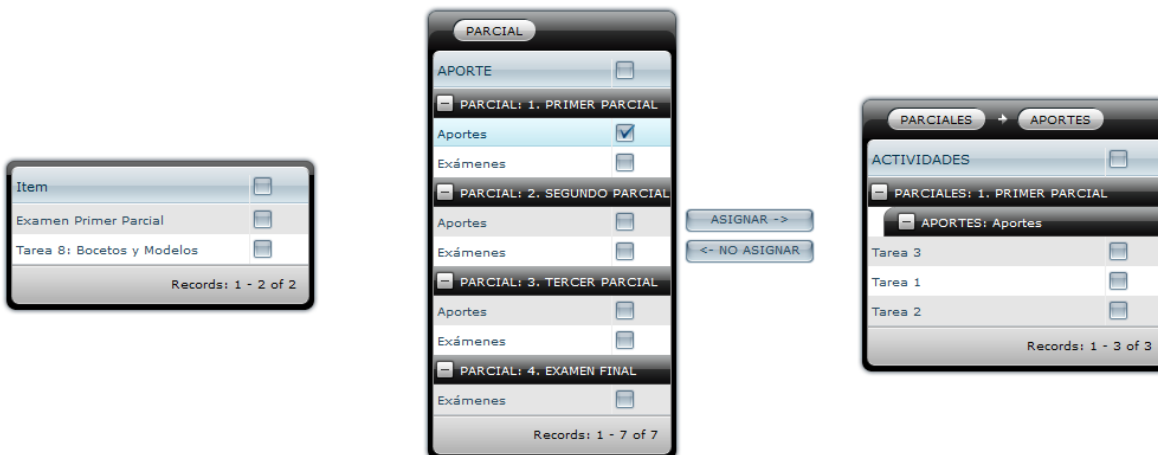 Item
Examen Primer Parcial
Tarea 8: Bocetos y Modelos
Records: 1 - 2 of 2
PARCIAL
APORTE
PARCIAL: 1. PRIMER PARCIAL
Aportes
Exámenes
PARCIAL: 2. SEGUNDO PARCIAL
Aportes
Exámenes
PARCIAL: 3. TERCER PARCIAL
Aportes
Exámenes
PARCIAL: 4. EXAMEN FINAL
Exámenes
Records: 1 - 7 of 7
ASIGNAR ->
<- NO ASIGNAR
PARCIALES → APORTES
ACTIVIDADES
PARCIALES: 1. PRIMER PARCIAL
APORTES: Aportes
Tarea 3
Tarea 1
Tarea 2
Records: 1 - 3 of 3